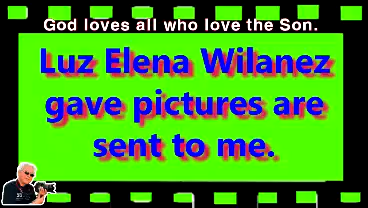 God loves all who love the Son.
Luz Elena Wilanez
gave pictures are
sent to me.